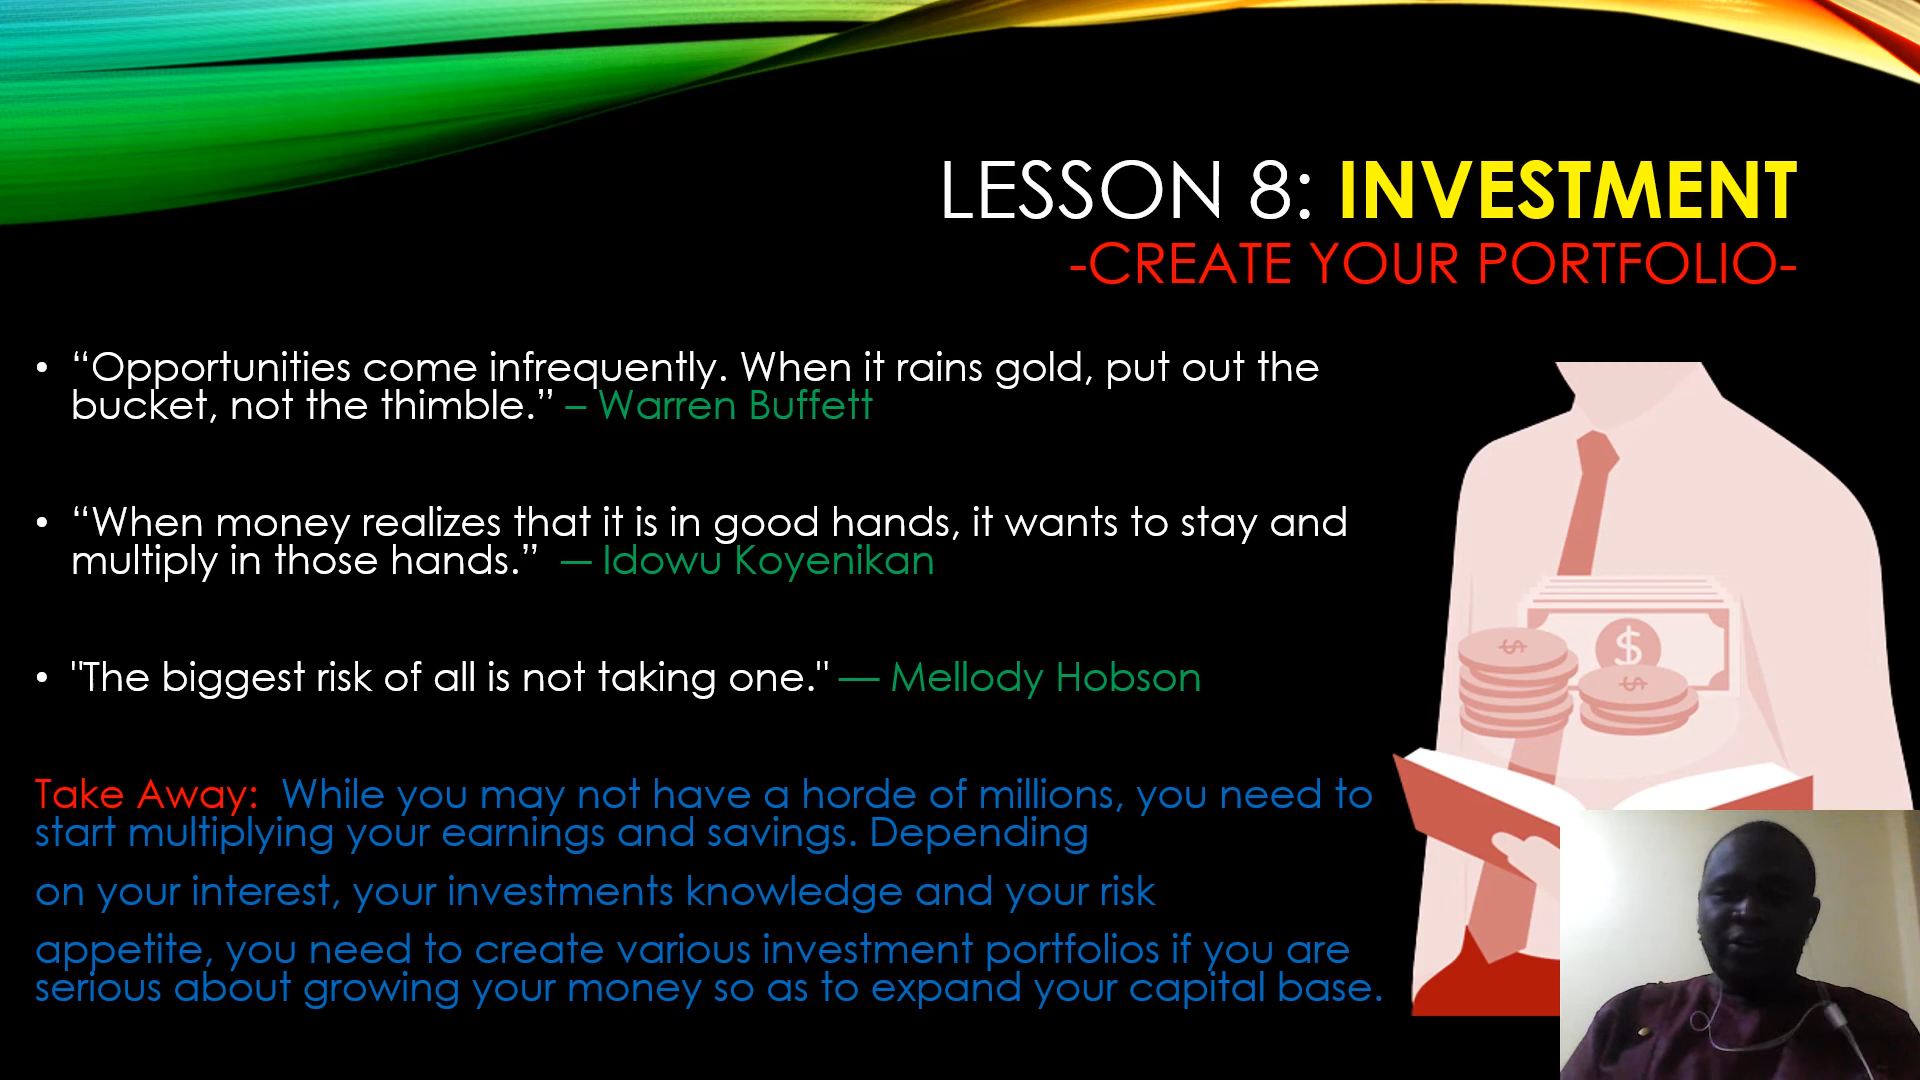 LESSON 8: INVESTMENT
-CREATE YOUR PORTFOLIO-
• “Opportunities come infrequently. When it rains gold, put out the
bucket, not the thimble.” – Warren Buffett
• “When money realizes that it is in good hands, it wants to stay and
multiply in those hands.”  ― Idowu Koyenikan
• "The biggest risk of all is not taking one." — Mellody Hobson
Take Away:  While you may not have a horde of millions, you need to
start multiplying your earnings and savings. Depending
on your interest, your investments knowledge and your risk
appetite, you need to create various investment portfolios if you are
serious about growing your money so as to expand your capital base.